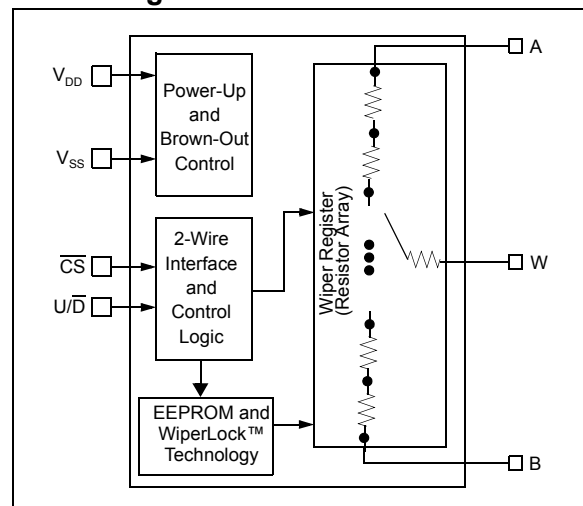 A
V_DD
Power-Up
and
Brown-Out
Control
V_SS
Wiper Register
(Resistor Array)
2-Wire
Interface
and
Control
Logic
C̅S̅
U/D̅
W
EEPROM and
WiperLock™
Technology
B